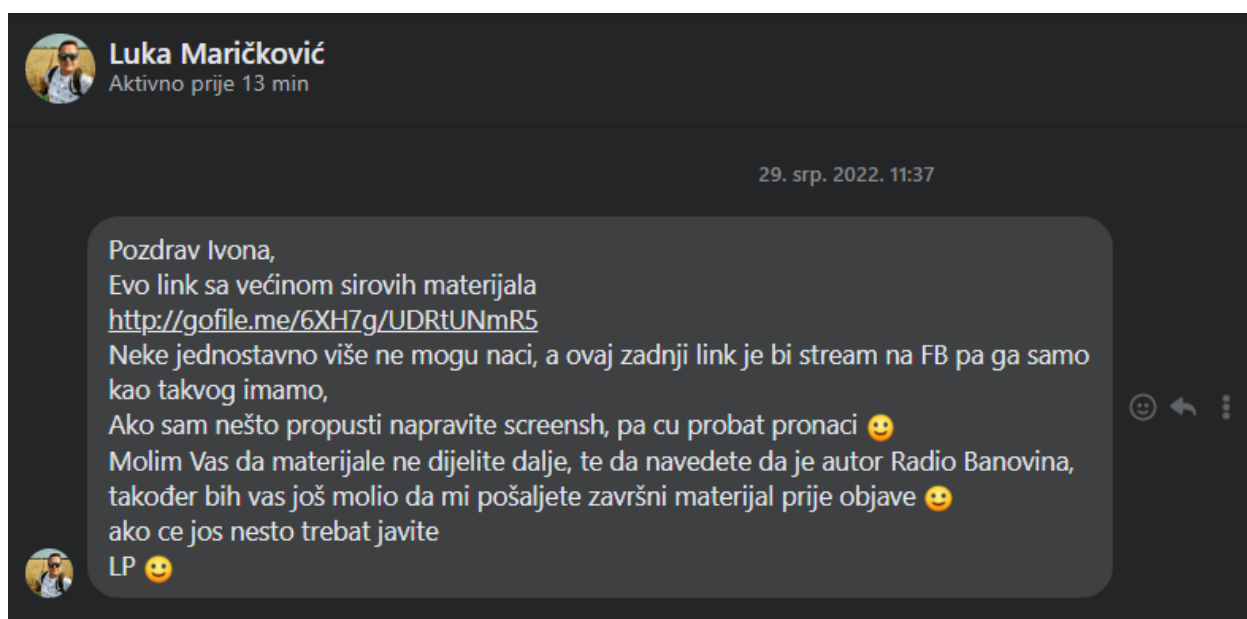 Luka Maričković
Aktivno prije 13 min
29. srp. 2022. 11:37
Pozdrav Ivona,
Evo link sa većinom sirovih materijala
http://gofile.me/6XH7g/UDRtUNmR5
Neke jednostavno više ne mogu naci, a ovaj zadnji link je bi stream na FB pa ga samo
kao takvog imamo,
Ako sam nešto propusti napravite screensh, pa cu probat pronaci 😉
Molim Vas da materijale ne dijelite dalje, te da navedete da je autor Radio Banovina,
također bih vas još molio da mi pošaljete završni materijal prije objave 😉
ako ce jos nesto trebat javite
LP 🙂